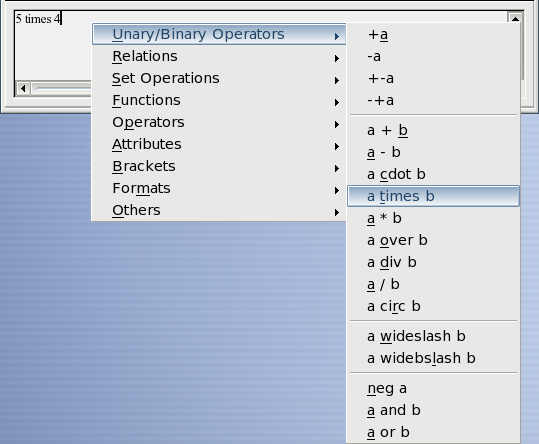 5 times 4
Unary/Binary Operators
Relations
Set Operations
Functions
Operators
Attributes
Brackets
Formats
Others
+a
-a
+-a
-+a
a + b
a - b
a cdot b
a times b
a * b
a over b
a div b
a / b
a circ b
a wideslash b
a widebslash b
neg a
a and b
a or b